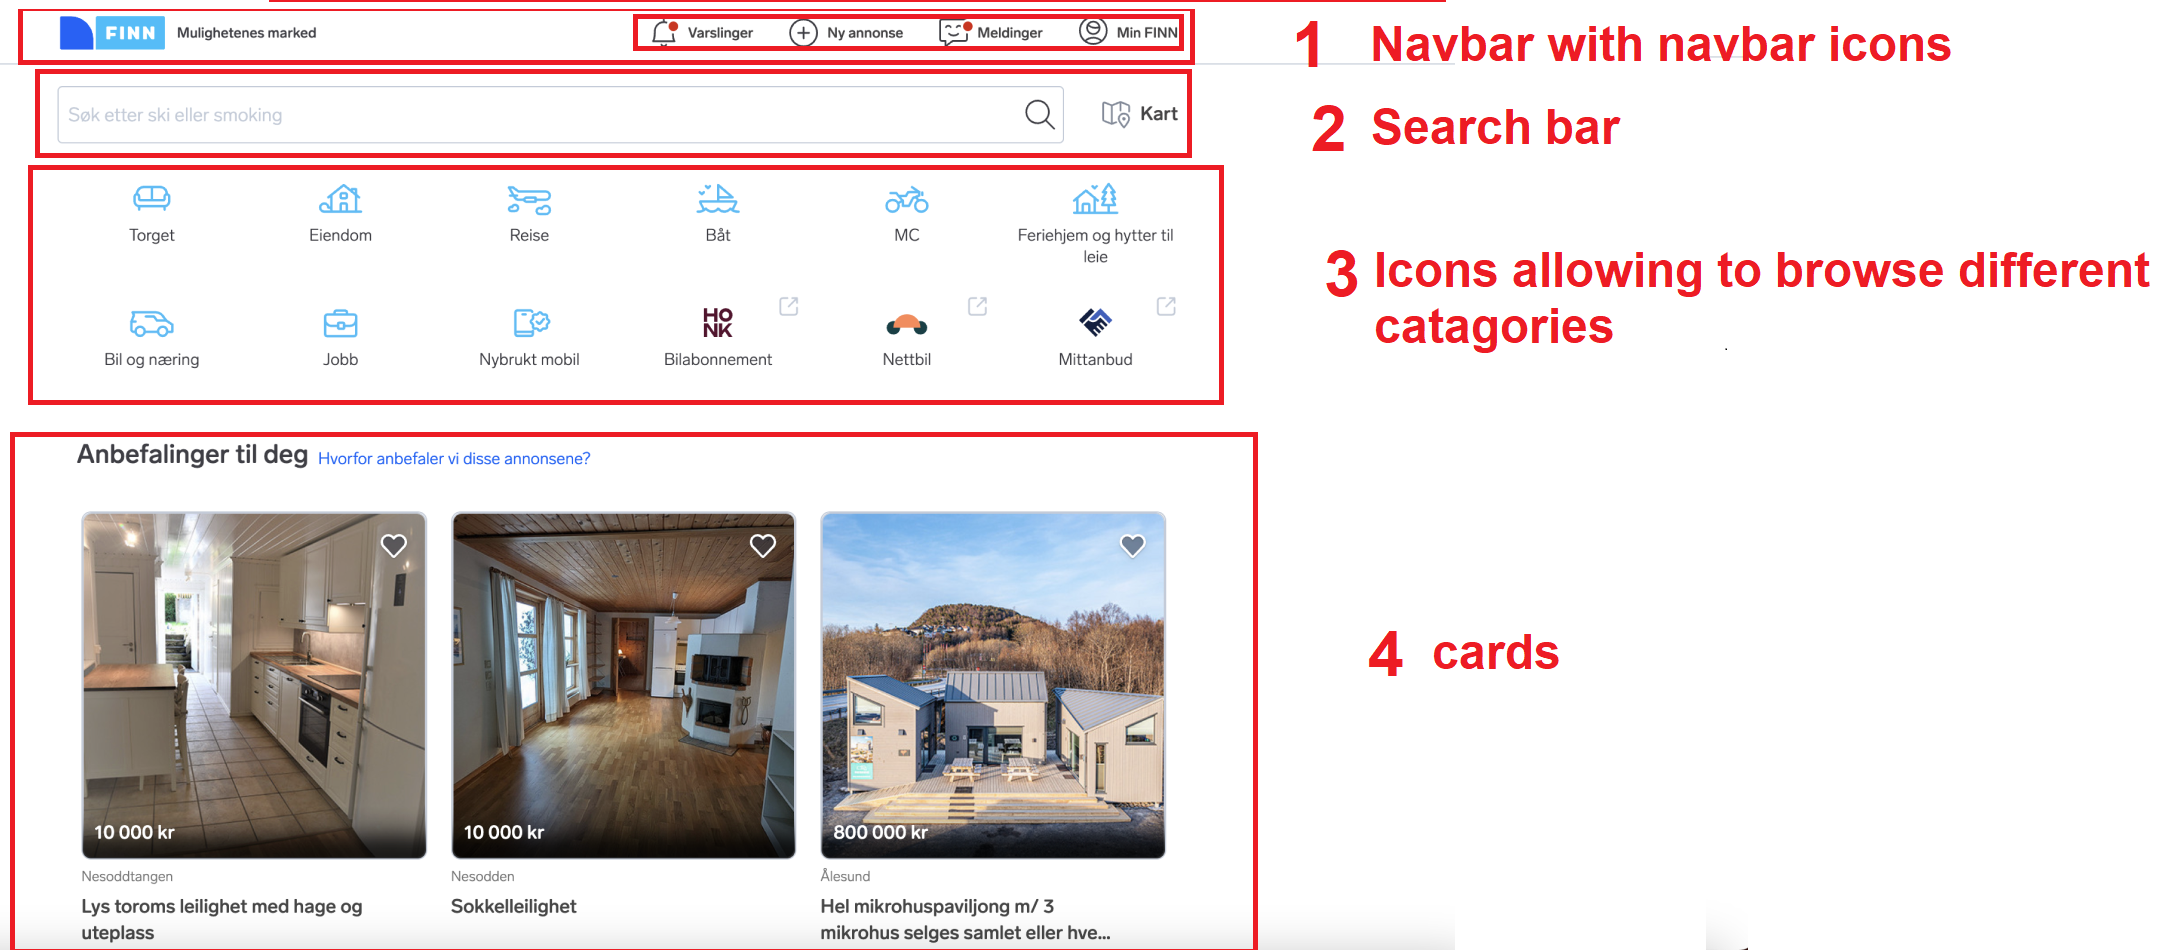 FINN Mulighetenes marked Varslinger Ny annonse Meldinger Min FINN
1 Navbar with navbar icons
Søk etter ski eller smoking Kart
2 Search bar
Torget Eiendom Reise Båt MC Feriehjem og hytter til
leie
3 Icons allowing to browse different
catagories
HO
NK
Bil og næring Jobb Nybrukt mobil Bilabonnement Nettbil Mittanbud
Anbefalinger til deg Hvorfor anbefaler vi disse annonsene?
4 cards
10 000 kr 10 000 kr 800 000 kr
Nesoddtangen Nesodden Ålesund
Lys toroms leilighet med hage og
uteplass
Sokkelleilighet
Hel mikrohuspaviljong m/ 3
mikrohus selges samlet eller hve...